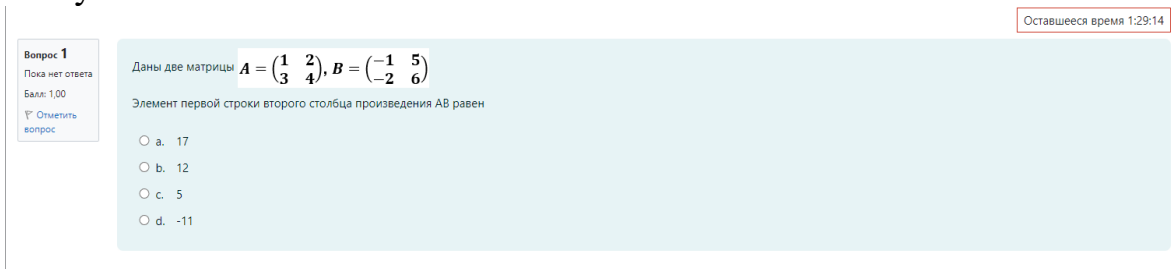 Оставшееся время 1:29:14
Вопрос 1
Пока нет ответа
Балл: 1,00
Отметить
вопрос
Даны две матрицы A = (1 2
3 4), B = (−1 5
−2 6)
Элемент первой строки второго столбца произведения АВ равен
a. 17
b. 12
c. 5
d. -11